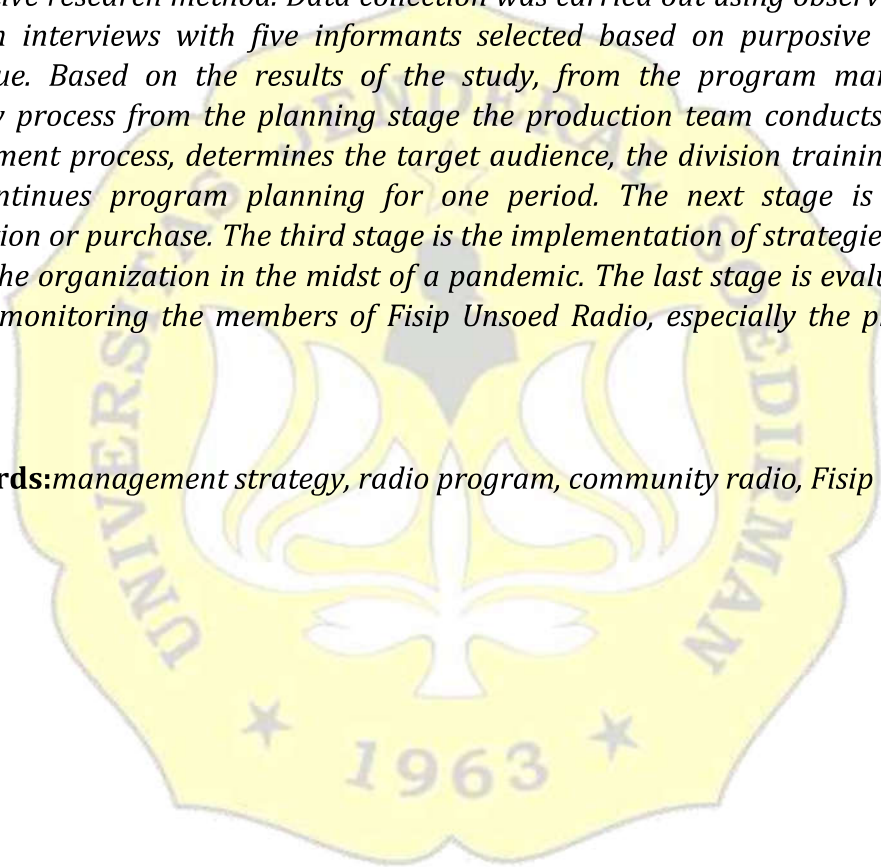 ive research method. Data collection was carried out using observ
n interviews with five informants selected based on purposive
ue. Based on the results of the study, from the program mar
y process from the planning stage the production team conducts
ment process, determines the target audience, the division trainin
ntinues program planning for one period. The next stage is
ion or purchase. The third stage is the implementation of strategie
he organization in the midst of a pandemic. The last stage is evalu
monitoring the members of Fisip Unsoed Radio, especially the p
rds:management strategy, radio program, community radio, Fisip
UNIVERSITAS JENDERAL SOEDIRMAN
1963